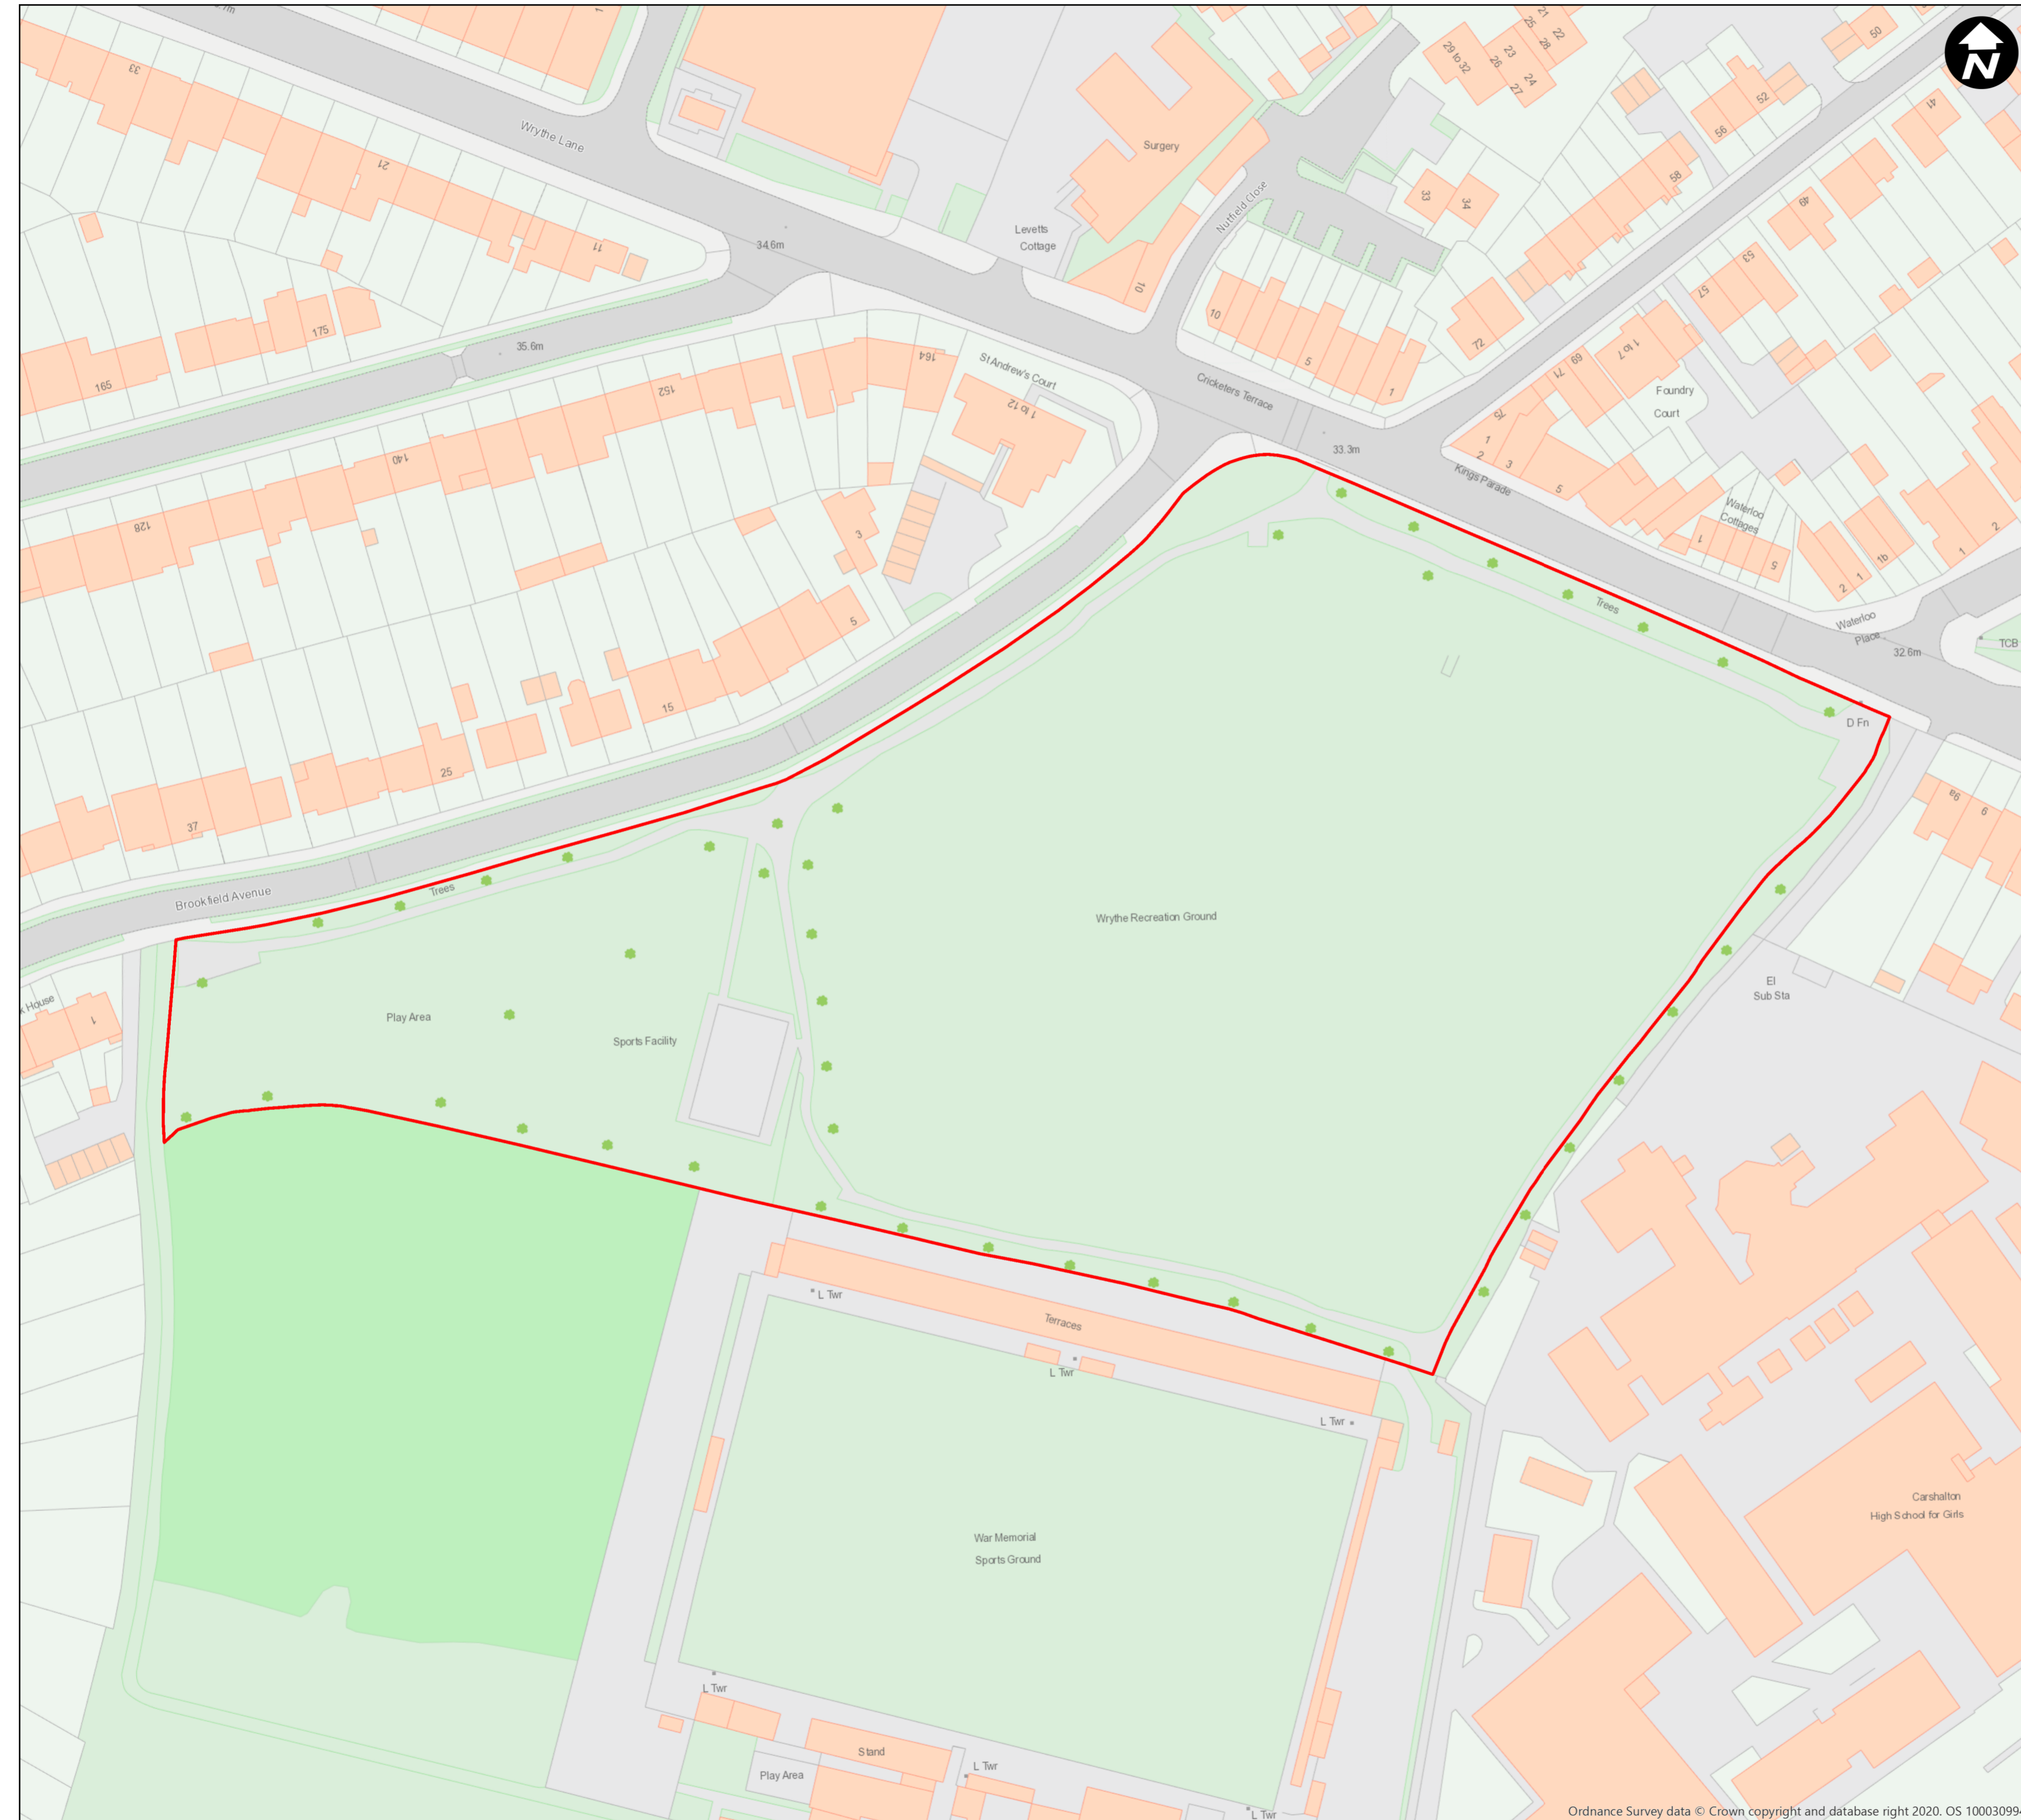 N
33
Wrythe Lane
21
11
34.6m
35.6m
175
165
Surgery
Levetts
Cottage
10
Nutfield Close
29 to 32
25
21
22
28
23
26
24
27
33
34
50
52
56
58
41
49
53
57
72
10
5
1
Cricketers Terrace
33.3m
164
152
140
128
St Andrew's Court
1 to 12
3
5
15
25
37
71
69
1 to 7
75
1
2
3
5
Kings Parade
Foundry
Court
Waterloo
Cottages
1
5
2
1
1b
1
2
Waterloo
Place
32.6m
TCB
Trees
D Fn
9a
9
Brookfield Avenue
Trees
House
1
Play Area
Sports Facility
Wrythe Recreation Ground
El
Sub Sta
L Twr
Terraces
L Twr
L Twr
War Memorial
Sports Ground
Carshalton
High School for Girls
L Twr
Stand
Play Area
L Twr
L Twr
Ordnance Survey data © Crown copyright and database right 2020. OS 10003099